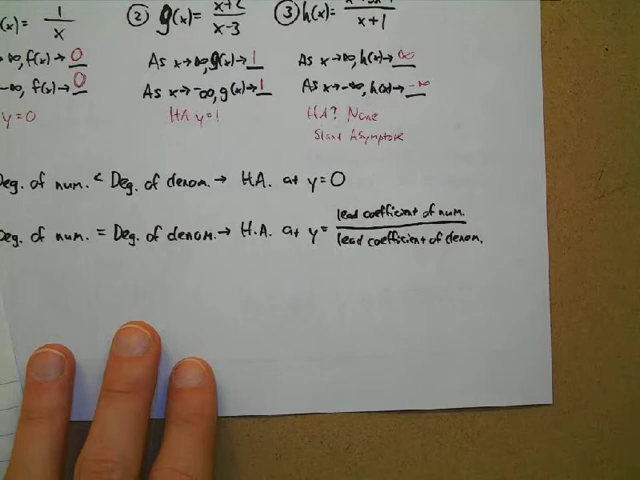 (x) = 1/x ② g(x) = x+2/x-3 ③ h(x) = /x+1
∞, f(x) → 0 As x → ∞, g(x) → 1 As x → ∞, h(x) → ∞
-∞, f(x) → 0 As x → -∞, g(x) → 1 As x → -∞, h(x) → -∞
y = 0 HA y = 1 HA? None
Slant Asymptote
Deg. of num. < Deg. of denom. → HA. at y = 0
Deg. of num. = Deg. of denom. → H.A. at y = lead coefficient of num. / lead coefficient of denom.